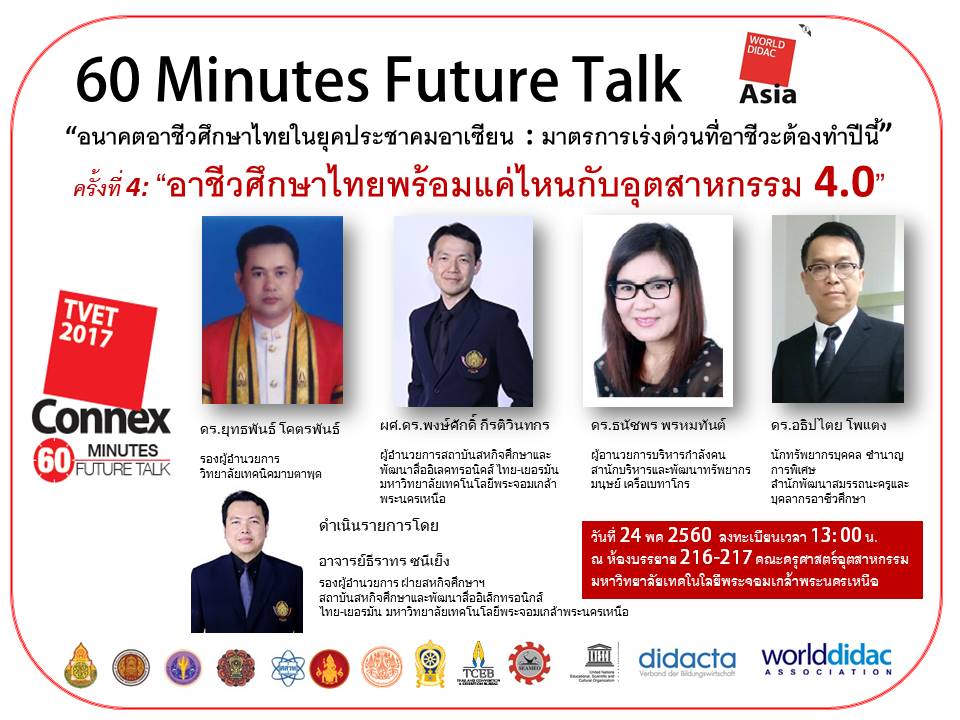 60 Minutes Future Talk
WORLD
DIDAC
Asia
“อนาคตอาชีวศึกษาไทยในยุคประชาคมอาเซียน : มาตรการเร่งด่วนที่อาชีวะต้องทำปีนี้”
ครั้งที่ 4: “อาชีวศึกษาไทยพร้อมแค่ไหนกับอุตสาหกรรม 4.0”
TVET
2017
Connex
60 MINUTES
FUTURE TALK
ดร.ยุทธพันธ์ โคตรพันธ์
รองผู้อำนวยการ
วิทยาลัยเทคนิคมาบตาพุด
ผศ.ดร.พงษ์ศักดิ์ กีรติวินทกร
ผู้อำนวยการสถาบันสหกิจศึกษาและ
พัฒนาสื่ออิเลคทรอนิคส์ ไทย-เยอรมัน
มหาวิทยาลัยเทคโนโลยีพระจอมเกล้า
พระนครเหนือ
ดร.ธนัชพร พรหมทันต์
ผู้อานวยการบริหารกำลังคน
สานักบริหารและพัฒนาทรัพยากร
มนุษย์ เครือเบทาโกร
ดร.อธิปไตย โพแตง
นักทรัพยากรบุคคล ชำนาญ
การพิเศษ
สำนักพัฒนาสมรรถนะครูและ
บุคลากรอาชีวศึกษา
ดำเนินรายการโดย
อาจารย์ธีราทร ซนีเย็ง
รองผู้อำนวยการ ฝ่ายสหกิจศึกษาฯ
สถาบันสหกิจศึกษาและพัฒนาสื่ออิเล็กทรอนิกส์
ไทย-เยอรมัน มหาวิทยาลัยเทคโนโลยีพระจอมเกล้าพระนครเหนือ
วันที่ 24 พค 2560 ลงทะเบียนเวลา 13:00 น.
ณ ห้องบรรยาย 216-217 คณะครุศาสตร์อุตสาหกรรม
มหาวิทยาลัยเทคโนโลยีพระจอมเกล้าพระนครเหนือ
TCEB
SEAMEO
UNESCO
United Nations
Educational, Scientific and
Cultural Organization
didacta
Verband der Bildungswirtschaft
worlddidac
ASSOCIATION